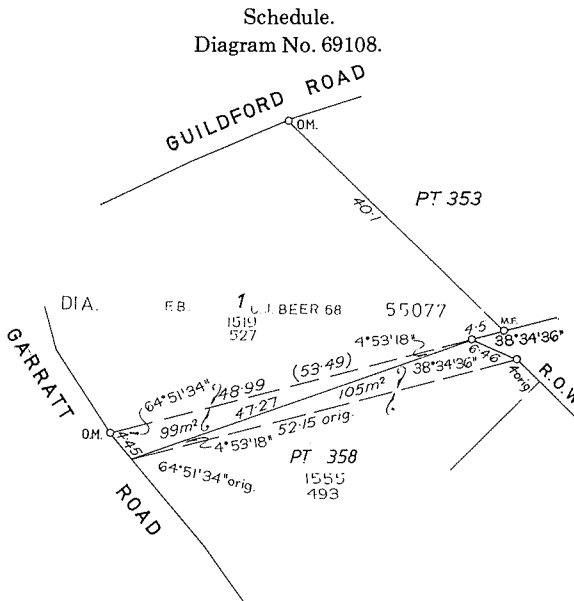 Schedule.
Diagram No. 69108.
GUILDFORD ROAD
O.M.
40·1
PT 353
DIA. F.B. 1 C.J. BEER 68 55077
1519
527
4·5
M.F.
38°34'36"
4°53'18"
(53·49)
6·46
38°34'36"
4 orig
R.O.W
GARRATT ROAD
64°51'34"
48·99
105m²
O.M.
4·45
99m²
47·27
4°53'18"
52·15 orig.
64°51'34" orig.
PT 358
1555
493